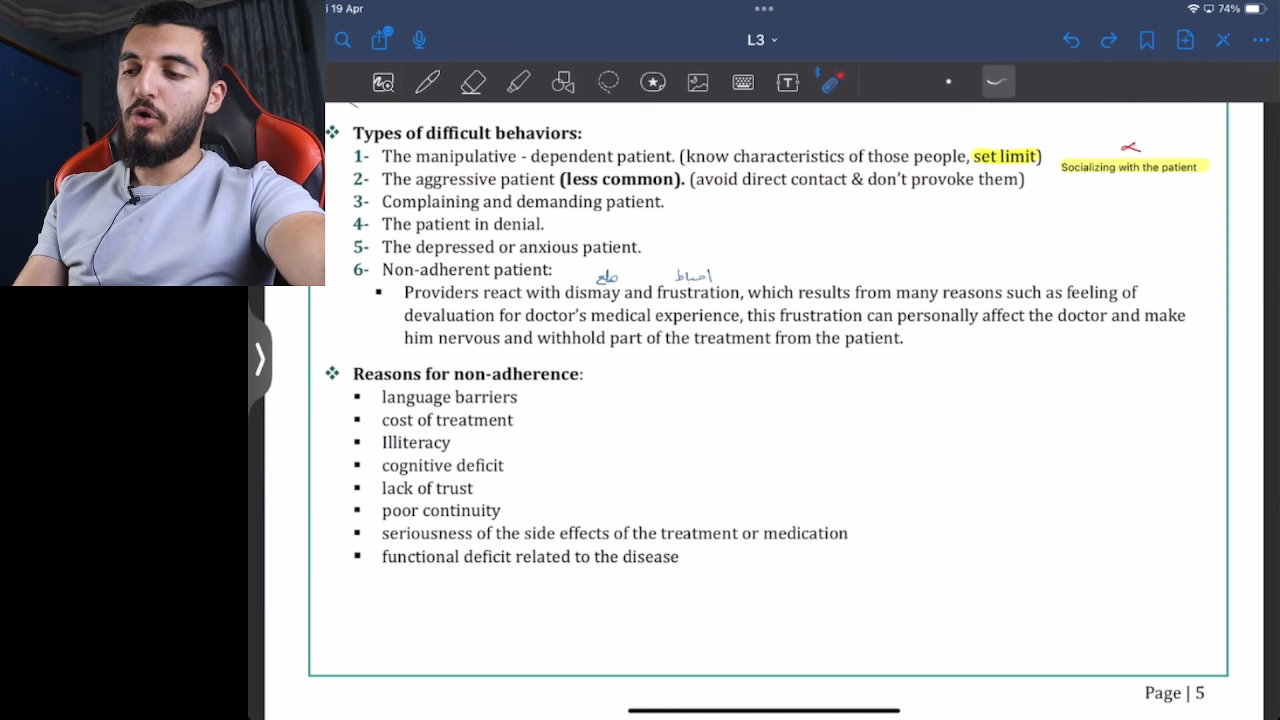 i 19 Apr
74%
L3
Types of difficult behaviors:
1- The manipulative - dependent patient. (know characteristics of those people, set limit)
Socializing with the patient
2- The aggressive patient (less common). (avoid direct contact & don't provoke them)
3- Complaining and demanding patient.
4- The patient in denial.
5- The depressed or anxious patient.
6- Non-adherent patient:
هلع احباط
▪ Providers react with dismay and frustration, which results from many reasons such as feeling of
devaluation for doctor's medical experience, this frustration can personally affect the doctor and make
him nervous and withhold part of the treatment from the patient.
Reasons for non-adherence:
▪ language barriers
▪ cost of treatment
▪ Illiteracy
▪ cognitive deficit
▪ lack of trust
▪ poor continuity
▪ seriousness of the side effects of the treatment or medication
▪ functional deficit related to the disease
Page | 5